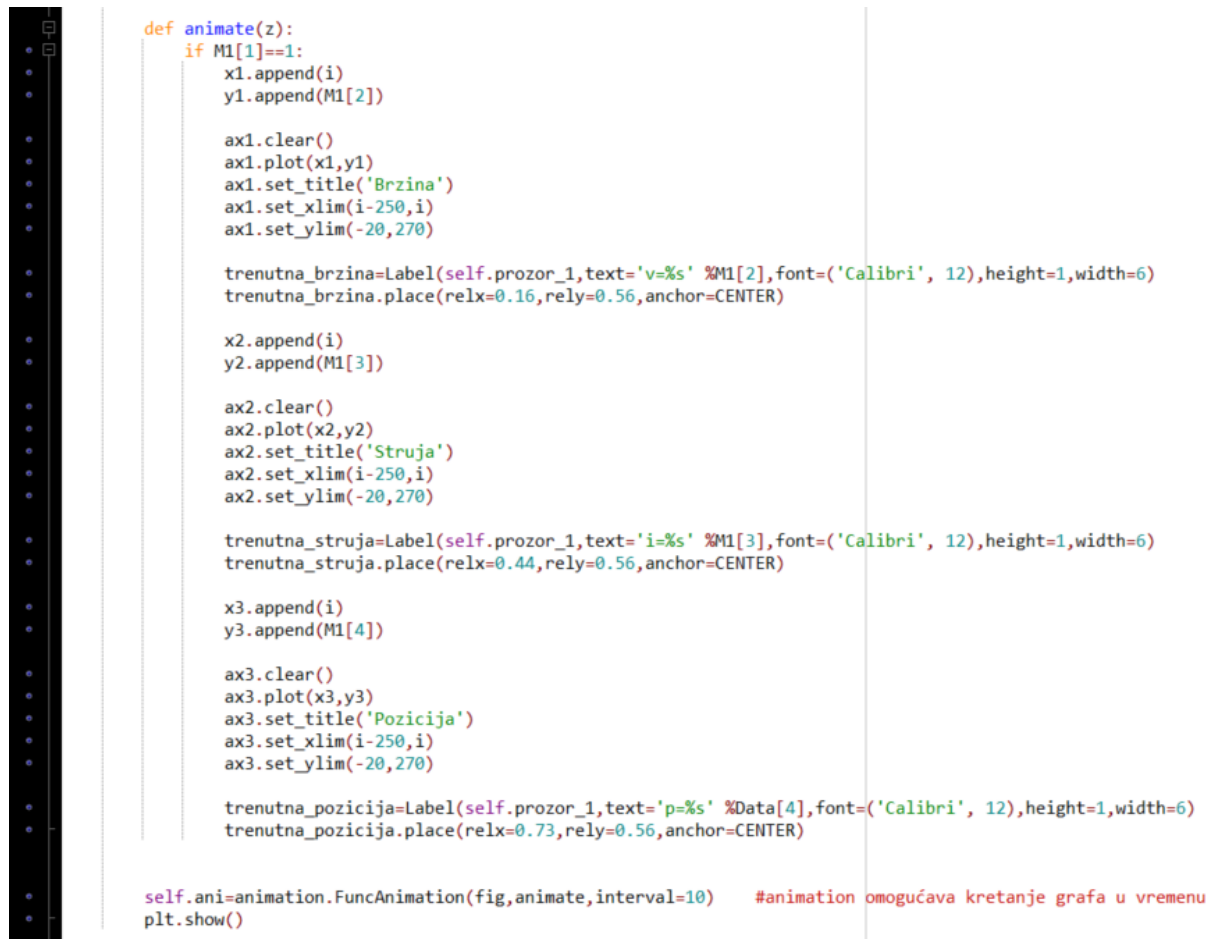 def animate(z):
if M1[1]==1:
x1.append(i)
y1.append(M1[2])
ax1.clear()
ax1.plot(x1,y1)
ax1.set_title('Brzina')
ax1.set_xlim(i-250,i)
ax1.set_ylim(-20,270)
trenutna_brzina=Label(self.prozor_1,text='v=%s' %M1[2],font=('Calibri', 12),height=1,width=6)
trenutna_brzina.place(relx=0.16,rely=0.56,anchor=CENTER)
x2.append(i)
y2.append(M1[3])
ax2.clear()
ax2.plot(x2,y2)
ax2.set_title('Struja')
ax2.set_xlim(i-250,i)
ax2.set_ylim(-20,270)
trenutna_struja=Label(self.prozor_1,text='i=%s' %M1[3],font=('Calibri', 12),height=1,width=6)
trenutna_struja.place(relx=0.44,rely=0.56,anchor=CENTER)
x3.append(i)
y3.append(M1[4])
ax3.clear()
ax3.plot(x3,y3)
ax3.set_title('Pozicija')
ax3.set_xlim(i-250,i)
ax3.set_ylim(-20,270)
trenutna_pozicija=Label(self.prozor_1,text='p=%s' %Data[4],font=('Calibri', 12),height=1,width=6)
trenutna_pozicija.place(relx=0.73,rely=0.56,anchor=CENTER)
self.ani=animation.FuncAnimation(fig,animate,interval=10) #animation omogućava kretanje grafa u vremenu
plt.show()